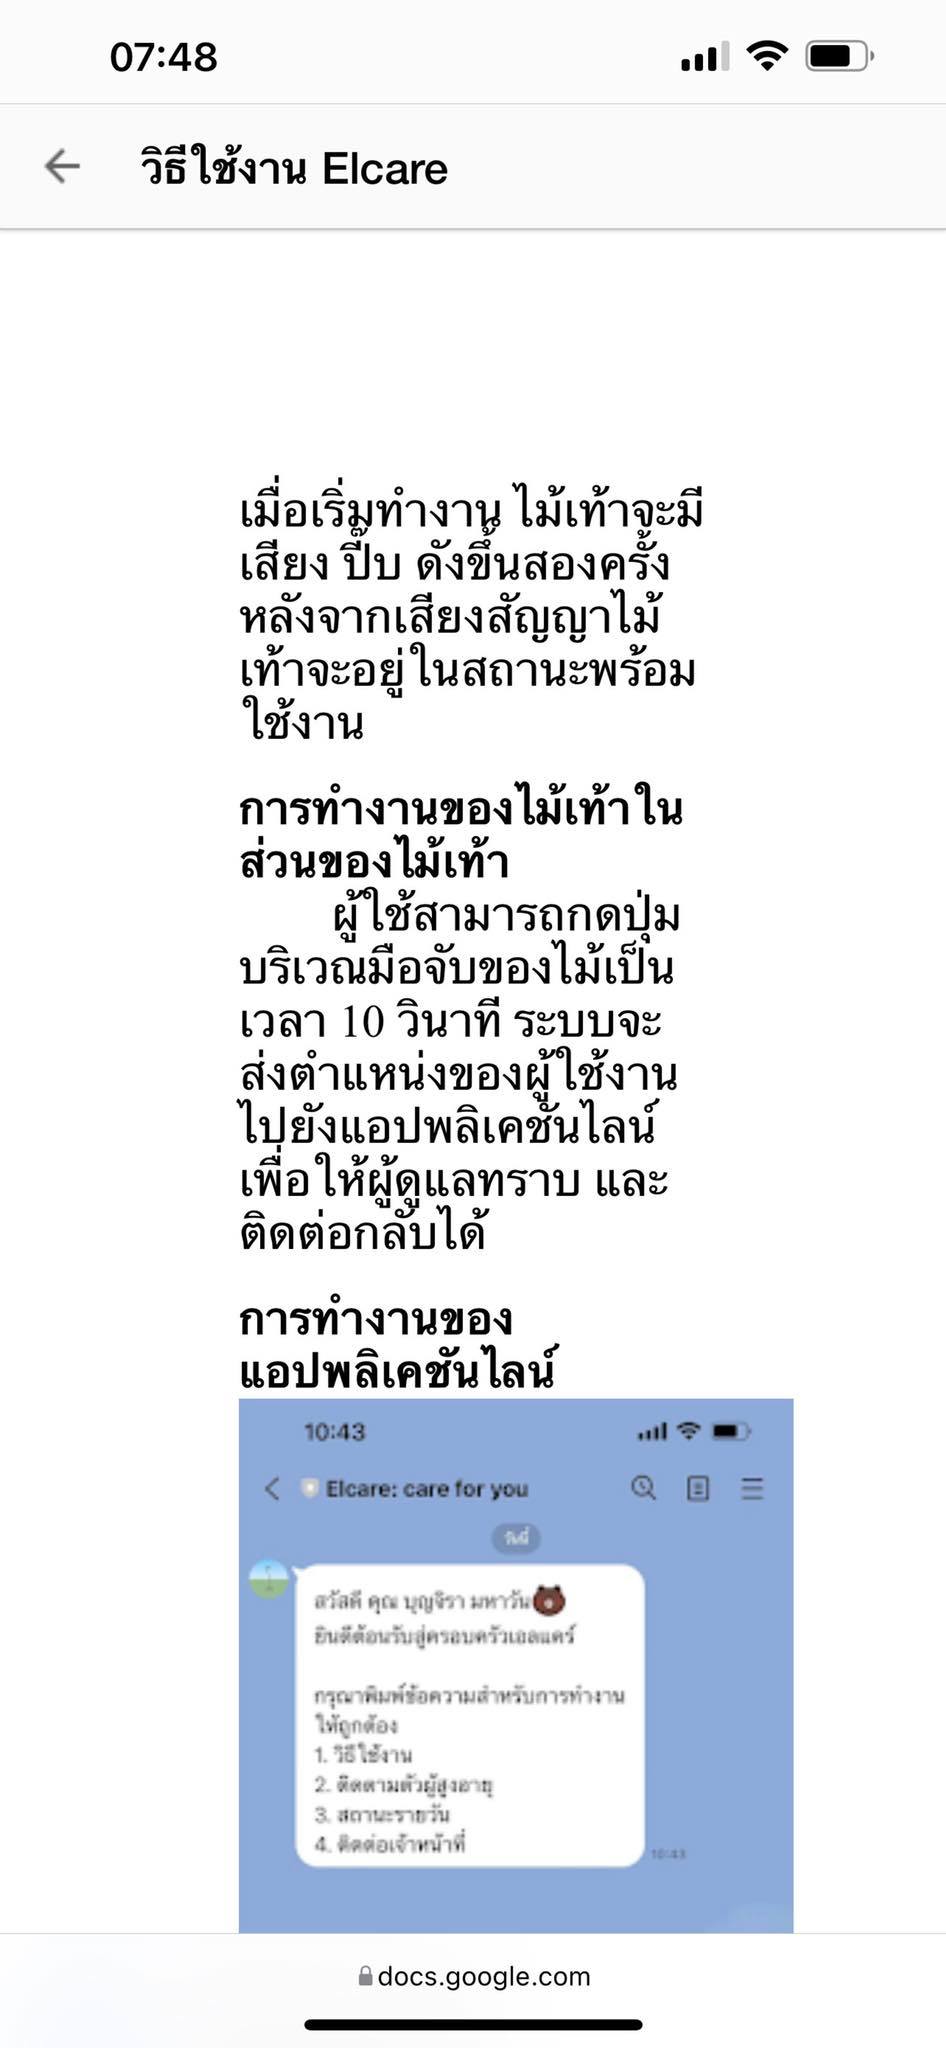 07:48
วิธีใช้งาน Elcare
เมื่อเริ่มทำงาน ไม้เท้าจะมี
เสียง ปี๊บ ดังขึ้นสองครั้ง
หลังจากเสียงสัญญาไม้
เท้าจะอยู่ในสถานะพร้อม
ใช้งาน
การทำงานของไม้เท้าใน
ส่วนของไม้เท้า
ผู้ใช้สามารถกดปุ่ม
บริเวณมือจับของไม้เป็น
เวลา 10 วินาที ระบบจะ
ส่งตำแหน่งของผู้ใช้งาน
ไปยังแอปพลิเคชันไลน์
เพื่อให้ผู้ดูแลทราบ และ
ติดต่อกลับได้
การทำงานของ
แอปพลิเคชันไลน์
10:43
Elcare: care for you
วันนี้
สวัสดี คุณ บุญจิรา มหาวัน
ยินดีต้อนรับสู่ครอบครัวเอลแคร์
กรุณาพิมพ์ข้อความสำหรับการทำงาน
ให้ถูกต้อง
1. วิธีใช้งาน
2. ติดตามตัวผู้สูงอายุ
3. สถานะรายวัน
4. ติดต่อเจ้าหน้าที่
10:43
docs.google.com